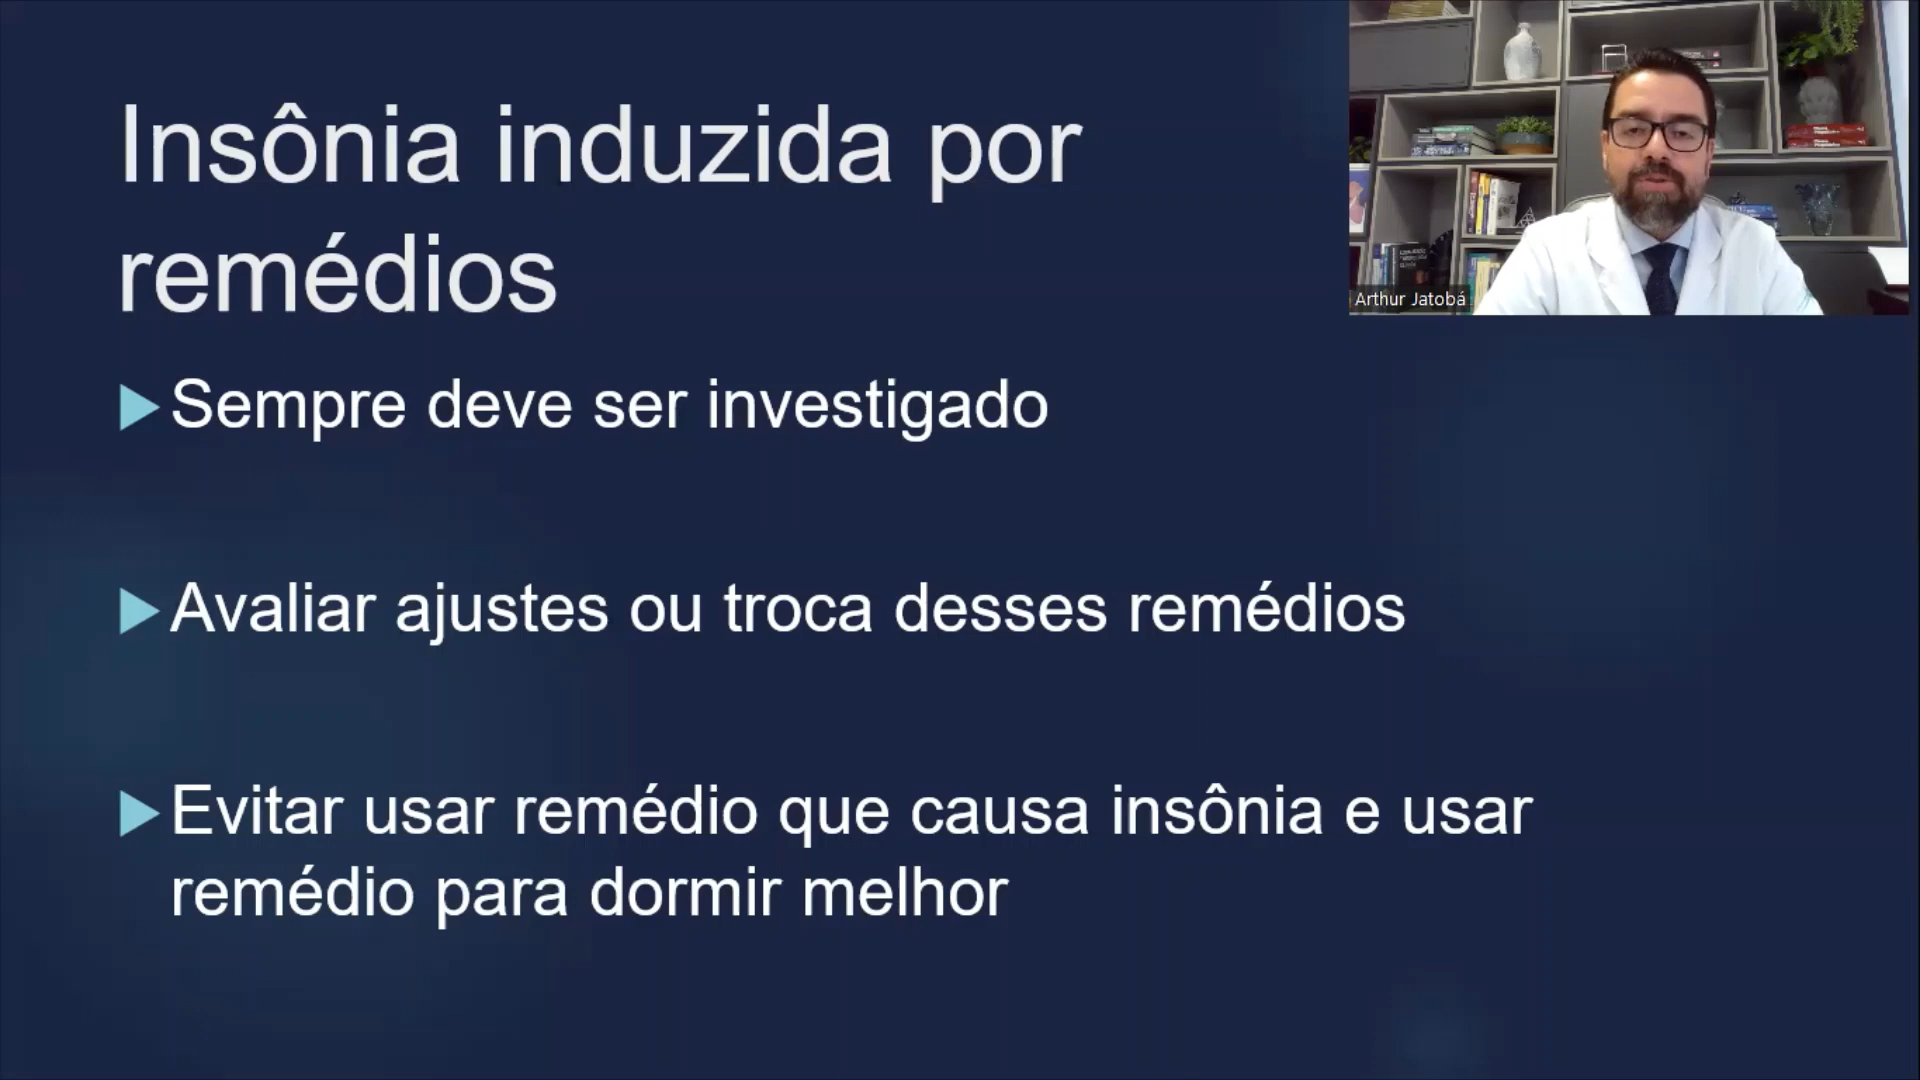 Insônia induzida por
remédios
Sempre deve ser investigado
Avaliar ajustes ou troca desses remédios
Evitar usar remédio que causa insônia e usar
remédio para dormir melhor
Arthur Jatobá